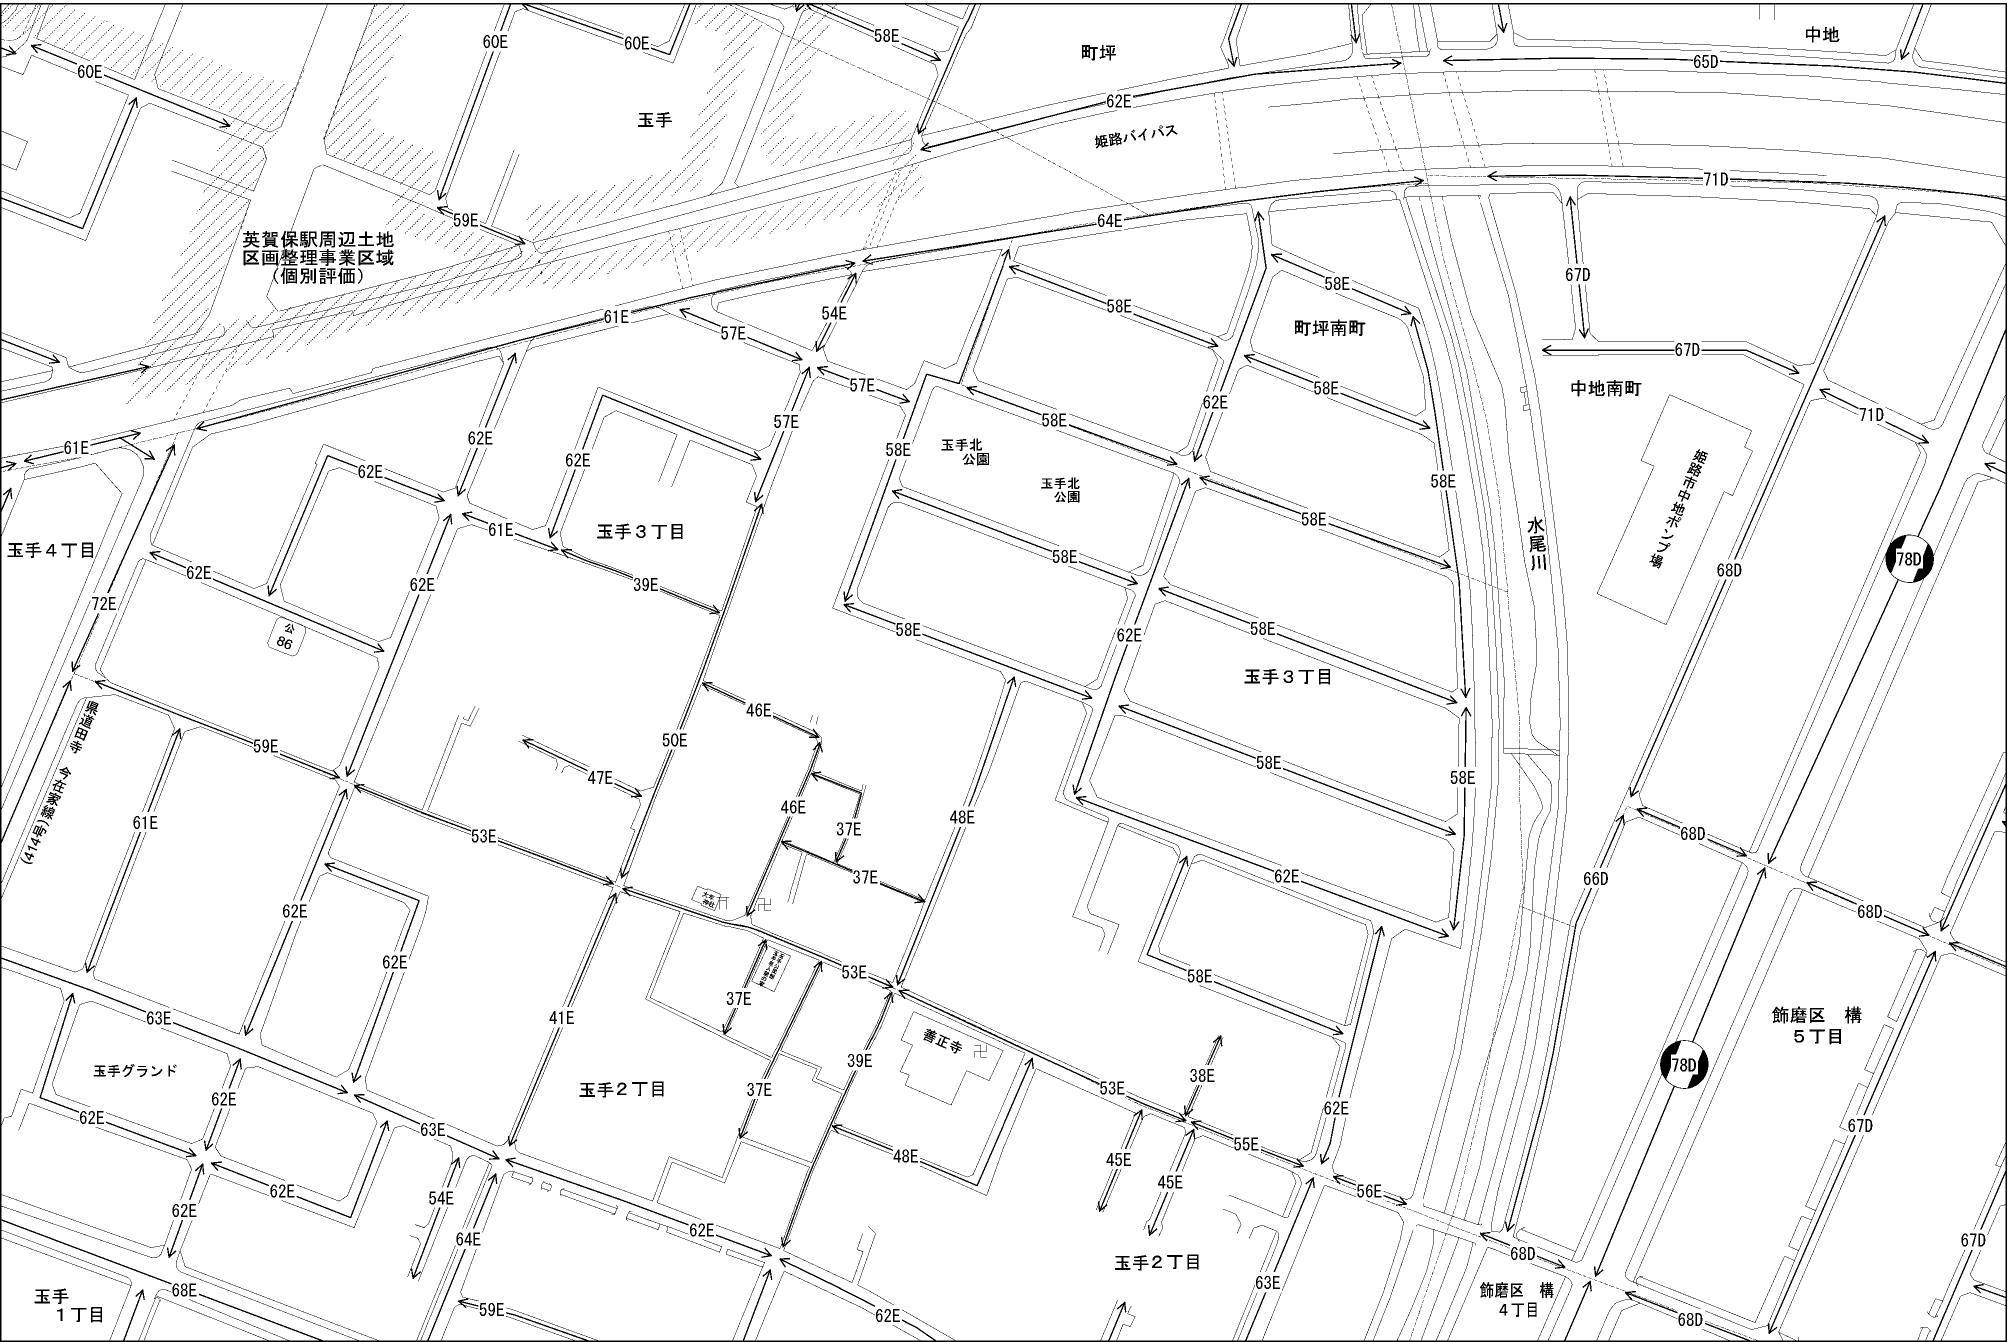 60E
60E
58E
60E
町坪
中地
65D
62E
玉手
姫路バイパス
71D
59E
64E
英賀保駅周辺土地
区画整理事業区域
(個別評価)
67D
58E
58E
54E
61E
57E
町坪南町
67D
57E
58E
中地南町
62E
71D
57E
58E
62E
61E
58E
玉手北
公園
62E
62E
姫路市中地ポンプ場
58E
玉手北
公園
58E
61E
玉手3丁目
水尾川
玉手4丁目
58E
78D
62E
68D
62E
39E
72E
58E
58E
62E
公
86
玉手3丁目
46E
県道田寺 今在家線
(414号)
59E
50E
58E
47E
58E
46E
48E
61E
37E
53E
68D
37E
62E
66D
62E
68D
大年
神社
62E
53E
58E
37E
63E
41E
飾磨区 構
5丁目
善正寺
39E
78D
玉手グランド
38E
37E
玉手2丁目
53E
62E
62E
62E
63E
67D
55E
48E
45E
45E
62E
56E
54E
62E
62E
64E
67D
68D
玉手2丁目
63E
68E
飾磨区 構
4丁目
玉手
1丁目
59E
62E
68D